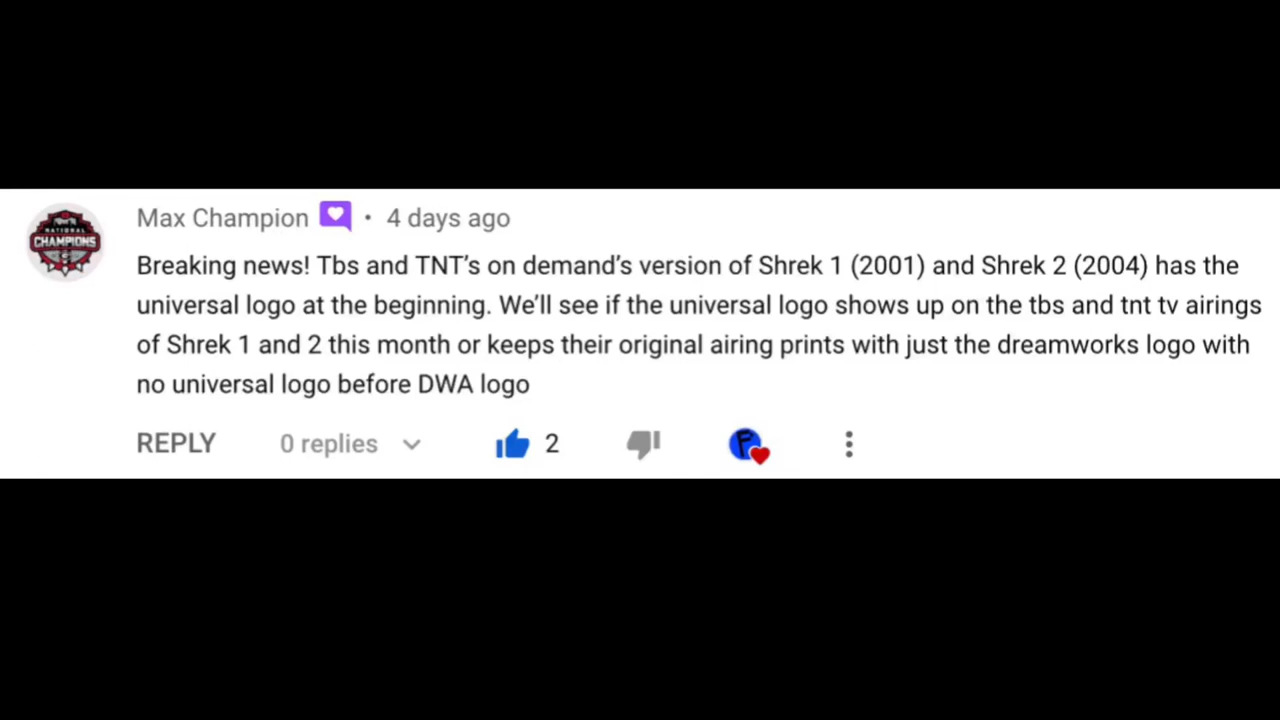 Max Champion • 4 days ago
NATIONAL
CHAMPIONS
Breaking news! Tbs and TNT’s on demand’s version of Shrek 1 (2001) and Shrek 2 (2004) has the
universal logo at the beginning. We’ll see if the universal logo shows up on the tbs and tnt tv airings
of Shrek 1 and 2 this month or keeps their original airing prints with just the dreamworks logo with
no universal logo before DWA logo
REPLY 0 replies 2
F